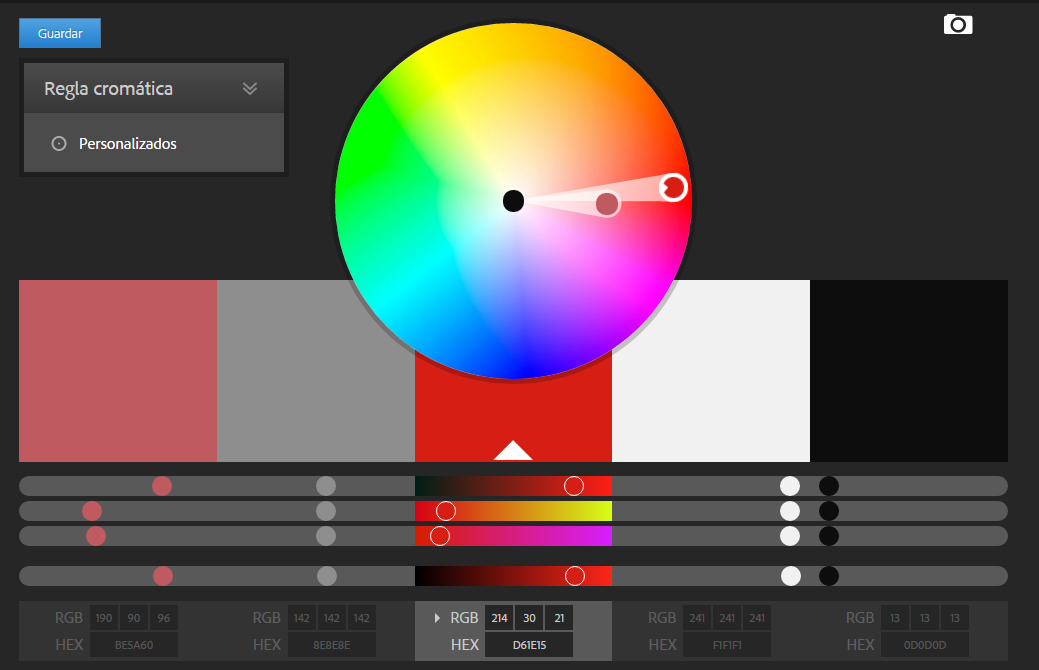 Guardar
Regla cromática
Personalizados
RGB 190 90 96 RGB 142 142 142 RGB 214 30 21 RGB 241 241 241 RGB 13 13 13
HEX BE5A60 HEX 8E8E8E HEX D61E15 HEX F1F1F1 HEX 0D0D0D